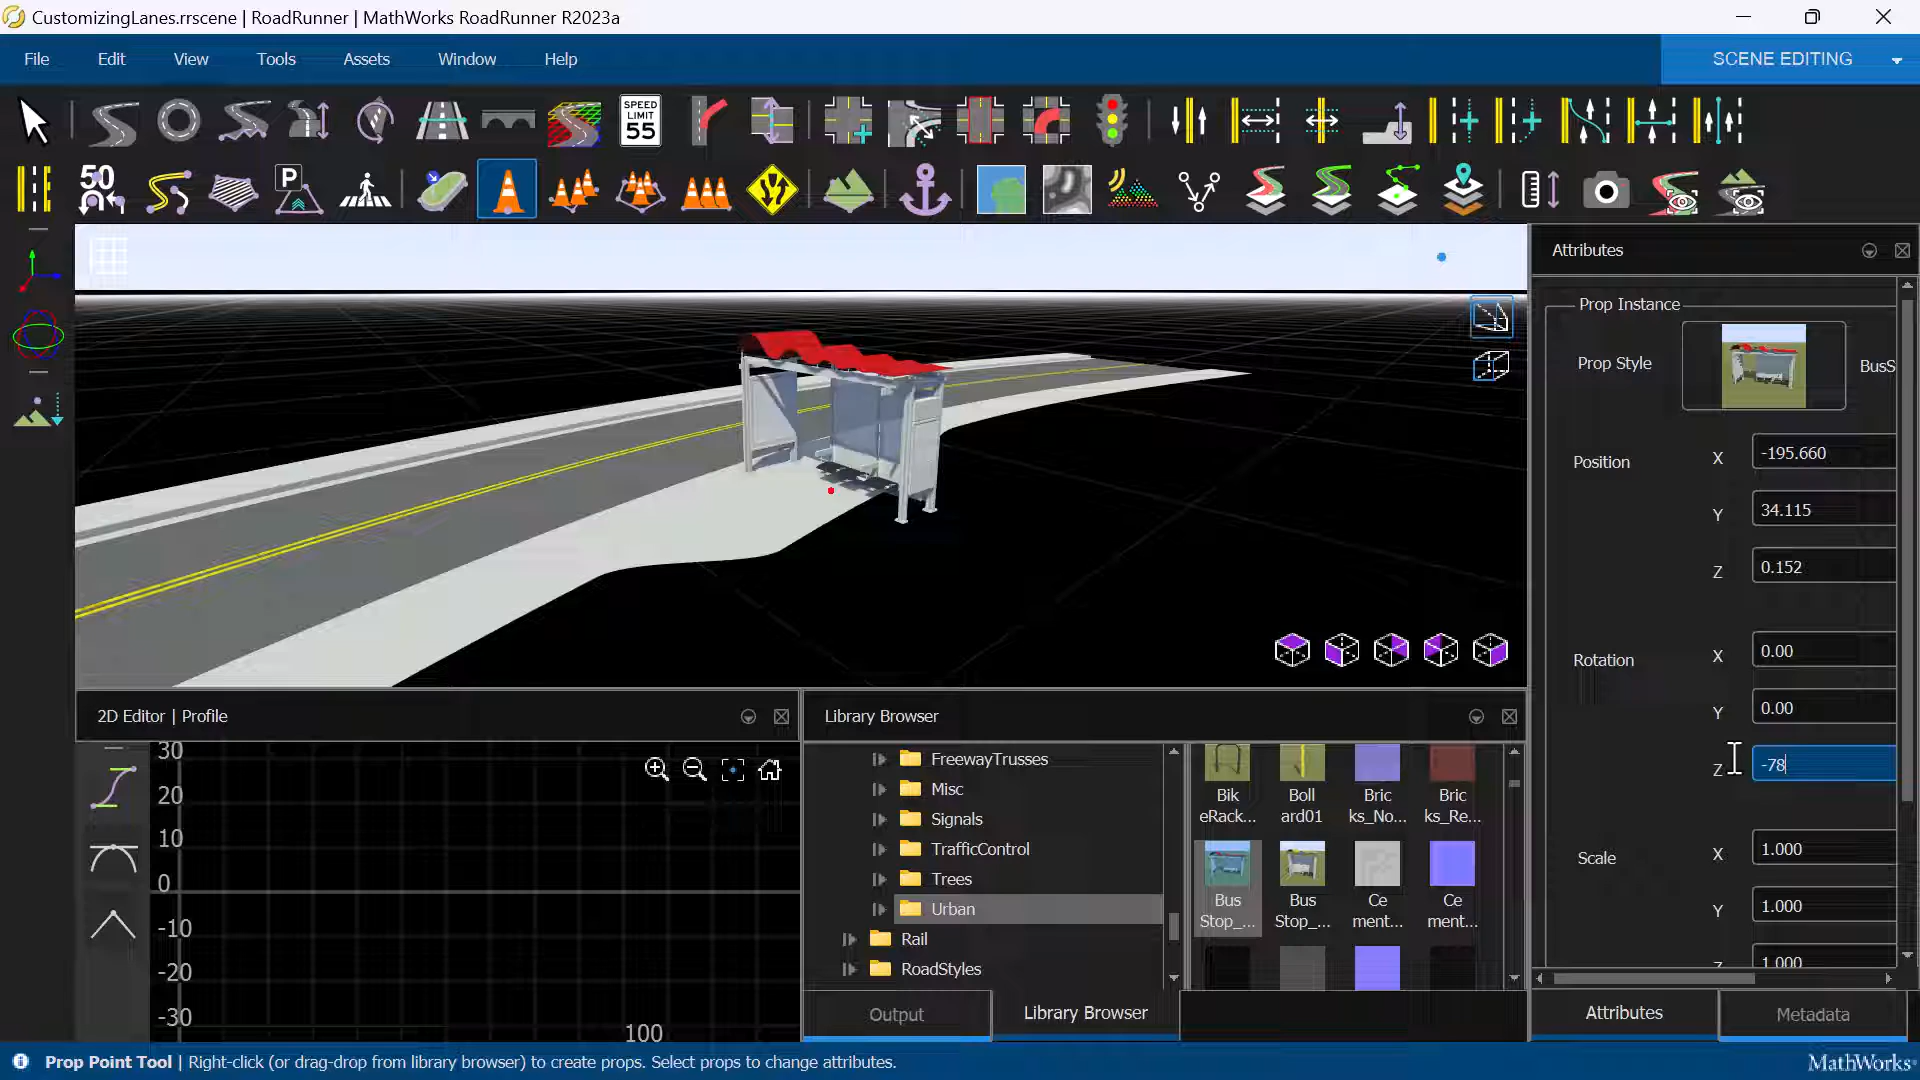 CustomizingLanes.rrscene | RoadRunner | MathWorks RoadRunner R2023a
File Edit View Tools Assets Window Help SCENE EDITING
SPEED
LIMIT
55
50
P
Attributes
Prop Instance
Prop Style BusS
Position X -195.660
Y 34.115
Z 0.152
Rotation X 0.00
Y 0.00
Z -78
Scale X 1.000
Y 1.000
Z 1.000
Attributes Metadata
2D Editor | Profile
30
20
10
0
-10
-20
-30
100
Library Browser
FreewayTrusses
Misc
Signals
TrafficControl
Trees
Urban
Rail
RoadStyles
Bik
eRack...
Boll
ard01
Bric
ks_No...
Bric
ks_Re...
Bus
Stop_...
Bus
Stop_...
Ce
ment...
Ce
ment...
Output Library Browser
Prop Point Tool | Right-click (or drag-drop from library browser) to create props. Select props to change attributes.
MathWorks